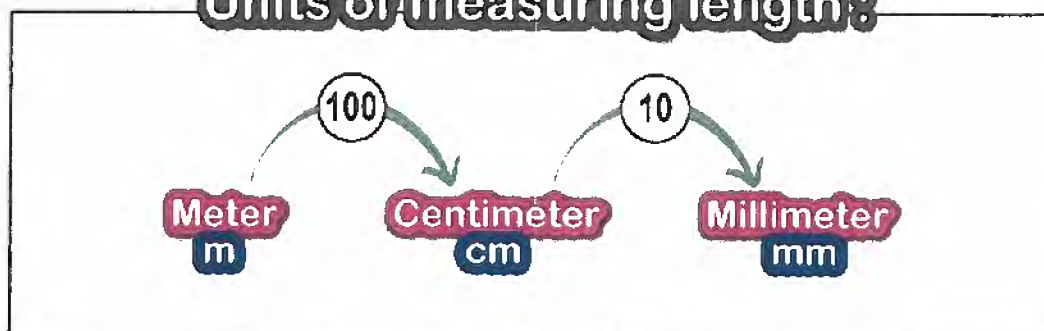 Units of measuring length :
100 10
Meter Centimeter Millimeter
m cm mm